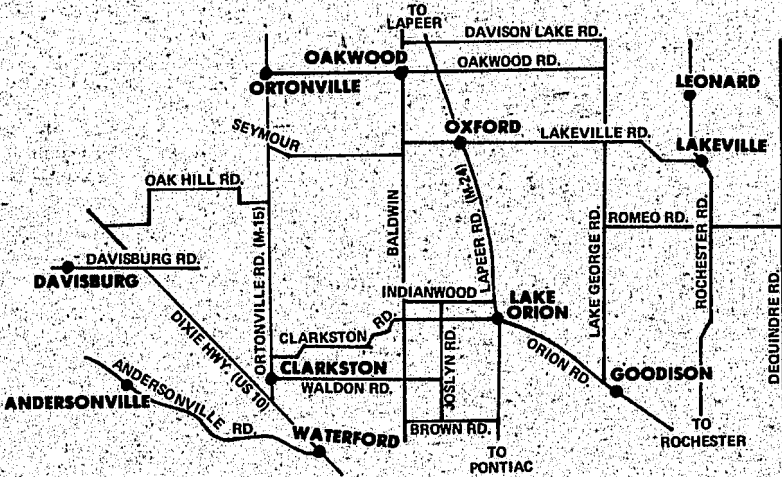 TO
LAPEER
DAVISON LAKE RD.
OAKWOOD
OAKWOOD RD.
ORTONVILLE
LEONARD
SEYMOUR
OXFORD
LAKEVILLE RD.
LAKEVILLE
OAK HILL RD.
ORTONVILLE RD. (M-15)
BALDWIN
LAPEER RD. (M-24)
LAKE GEORGE RD.
ROMEO RD.
ROCHESTER RD.
DEQUINDRE RD.
DAVISBURG RD.
DAVISBURG
DIXIE HWY. (US 10)
INDIANWOOD
LAKE
ORION
CLARKSTON RD.
JOSLYN RD.
ORION RD.
CLARKSTON
WALDON RD.
GOODISON
ANDERSONVILLE
ANDERSONVILLE RD.
WATERFORD
BROWN RD.
TO
PONTIAC
TO
ROCHESTER